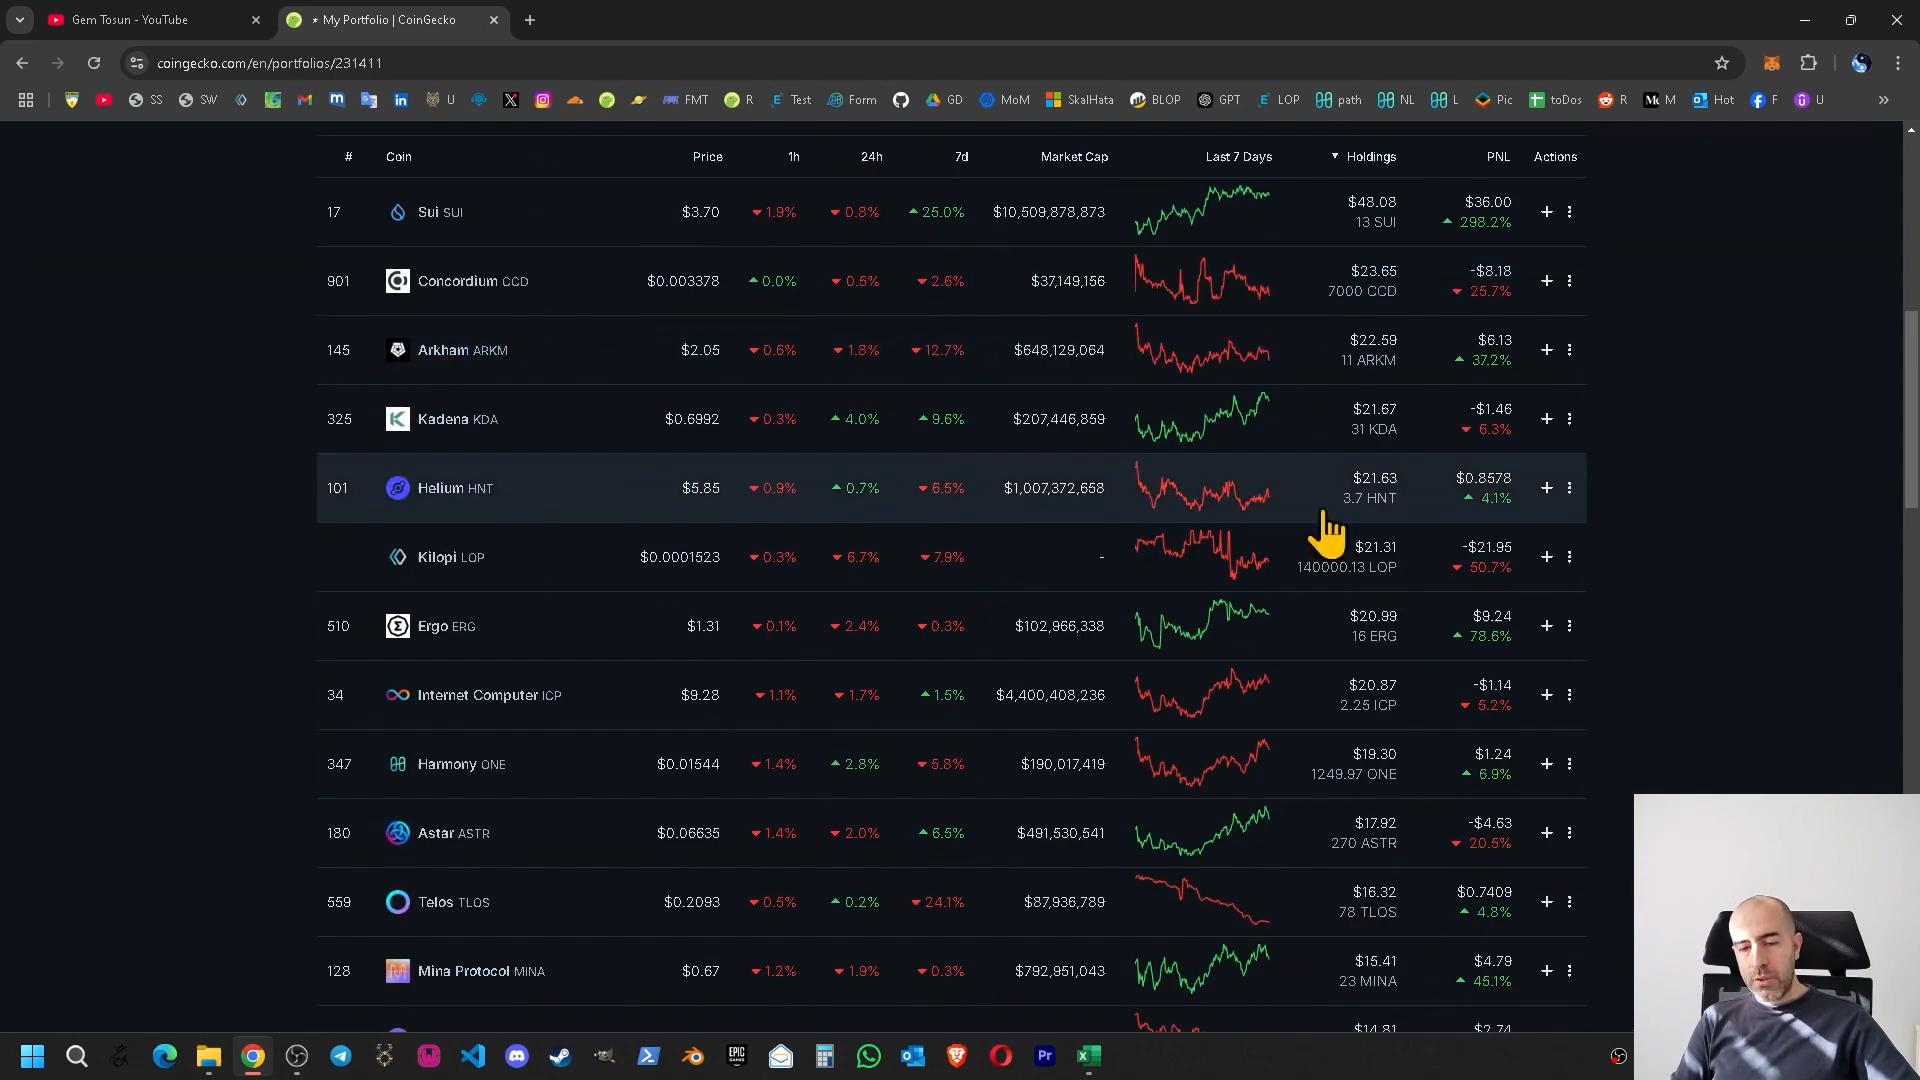 Gem Tosun - YouTube
* My Portfolio | CoinGecko
coingecko.com/en/portfolios/231411
SS SW U FMT R Test Form GD MoM SkalHata BLOP GPT LOP path NL L Pic toDos R M Hot F U
# Coin Price 1h 24h 7d Market Cap Last 7 Days Holdings PNL Actions
17 Sui SUI $3.70 1.9% 0.8% 25.0% $10,509,878,873 $48.08 $36.00
13 SUI 298.2%
901 Concordium CCD $0.003378 0.0% 0.5% 2.6% $37,149,156 $23.65 -$8.18
7000 CCD 25.7%
145 Arkham ARKM $2.05 0.6% 1.8% 12.7% $648,129,064 $22.59 $6.13
11 ARKM 37.2%
325 Kadena KDA $0.6992 0.3% 4.0% 9.6% $207,446,859 $21.67 -$1.46
31 KDA 6.3%
101 Helium HNT $5.85 0.9% 0.7% 6.5% $1,007,372,658 $21.63 $0.8578
3.7 HNT 4.1%
Kilopi LOP $0.0001523 0.3% 6.7% 7.9% - $21.31 -$21.95
140000.13 LOP 50.7%
510 Ergo ERG $1.31 0.1% 2.4% 0.3% $102,966,338 $20.99 $9.24
16 ERG 78.6%
34 Internet Computer ICP $9.28 1.1% 1.7% 1.5% $4,400,408,236 $20.87 -$1.14
2.25 ICP 5.2%
347 Harmony ONE $0.01544 1.4% 2.8% 5.8% $190,017,419 $19.30 $1.24
1249.97 ONE 6.9%
180 Astar ASTR $0.06635 1.4% 2.0% 6.5% $491,530,541 $17.92 -$4.63
270 ASTR 20.5%
559 Telos TLOS $0.2093 0.5% 0.2% 24.1% $87,936,789 $16.32 $0.7409
78 TLOS 4.8%
128 Mina Protocol MINA $0.67 1.2% 1.9% 0.3% $792,951,043 $15.41 $4.79
23 MINA 45.1%
$14.81 $2.74